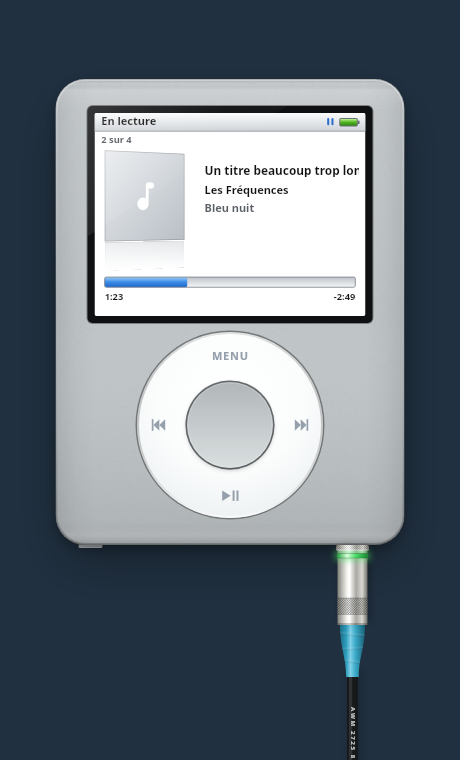 En lecture
2 sur 4
Un titre beaucoup trop lon
Les Fréquences
Bleu nuit
1:23
-2:49
MENU
AWM 2725